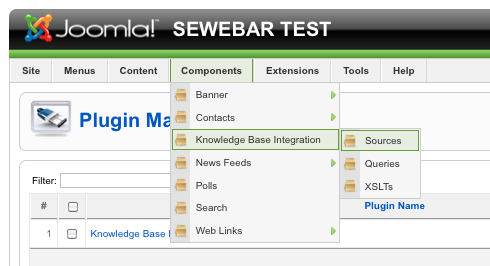 Joomla! SEWEBAR TEST
Site Menus Content Components Extensions Tools Help
Banner
Plugin Ma
Contacts
Knowledge Base Integration Sources
News Feeds Queries
Filter:
Polls XSLTs
# Search Plugin Name
1 Knowledge Base Web Links